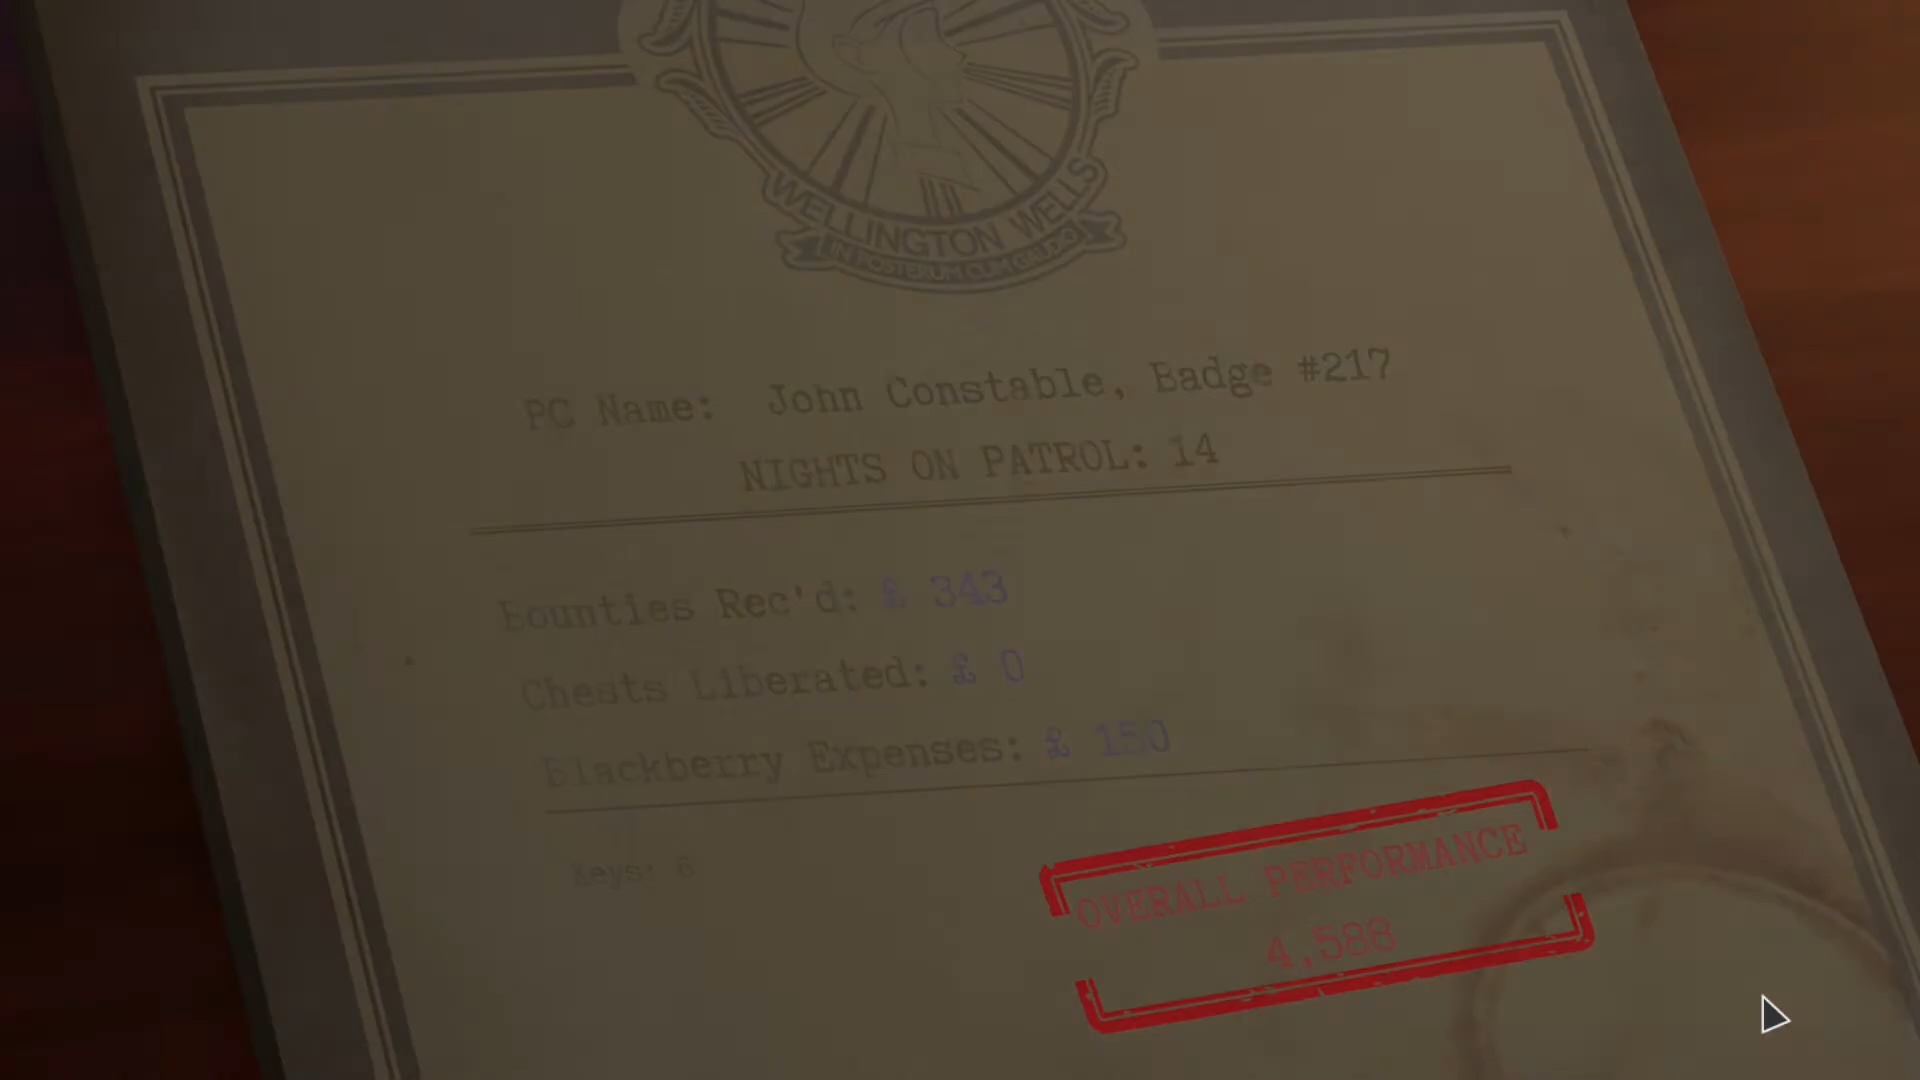 WELLINGTON WELLS
IN POSTERUM CUM GAUDIO
PC Name: John Constable, Badge #217
NIGHTS ON PATROL: 14
Bounties Rec'd: £ 343
Chests Liberated: £ 0
Blackberry Expenses: £ 150
Keys: 6
OVERALL PERFORMANCE
4,588